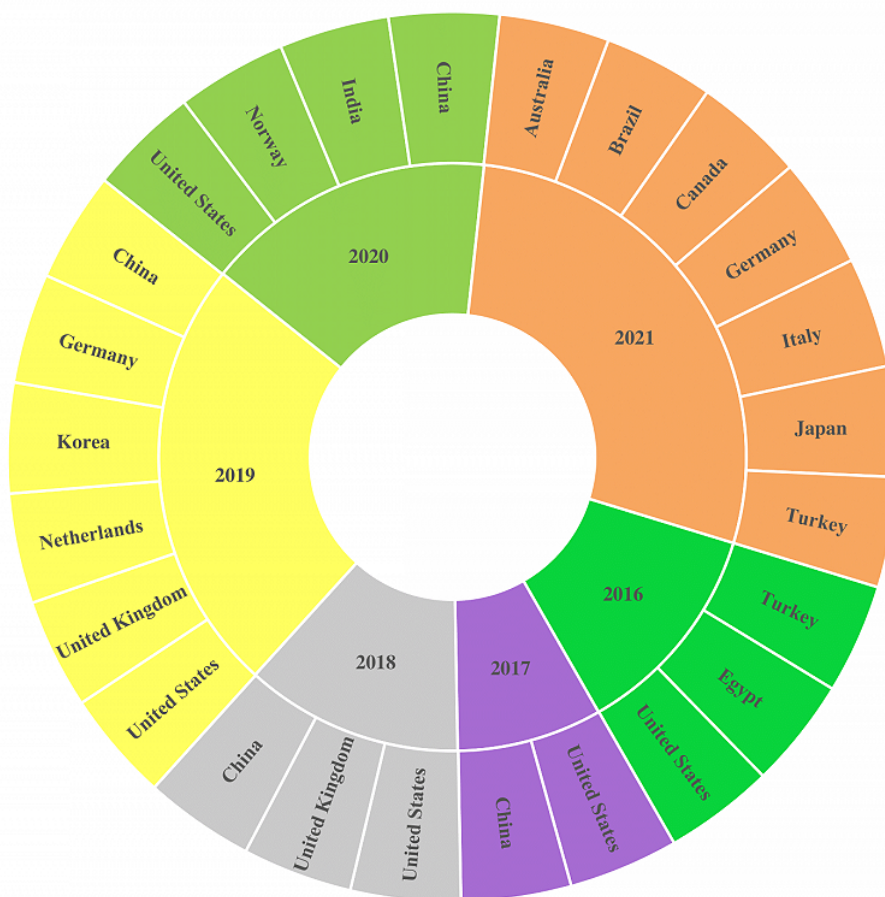 2021
Australia
Brazil
Canada
Germany
Italy
Japan
Turkey
2016
Turkey
Egypt
United States
2017
United States
China
2018
United States
United Kingdom
China
2019
United States
United Kingdom
Netherlands
Korea
Germany
China
2020
United States
Norway
India
China